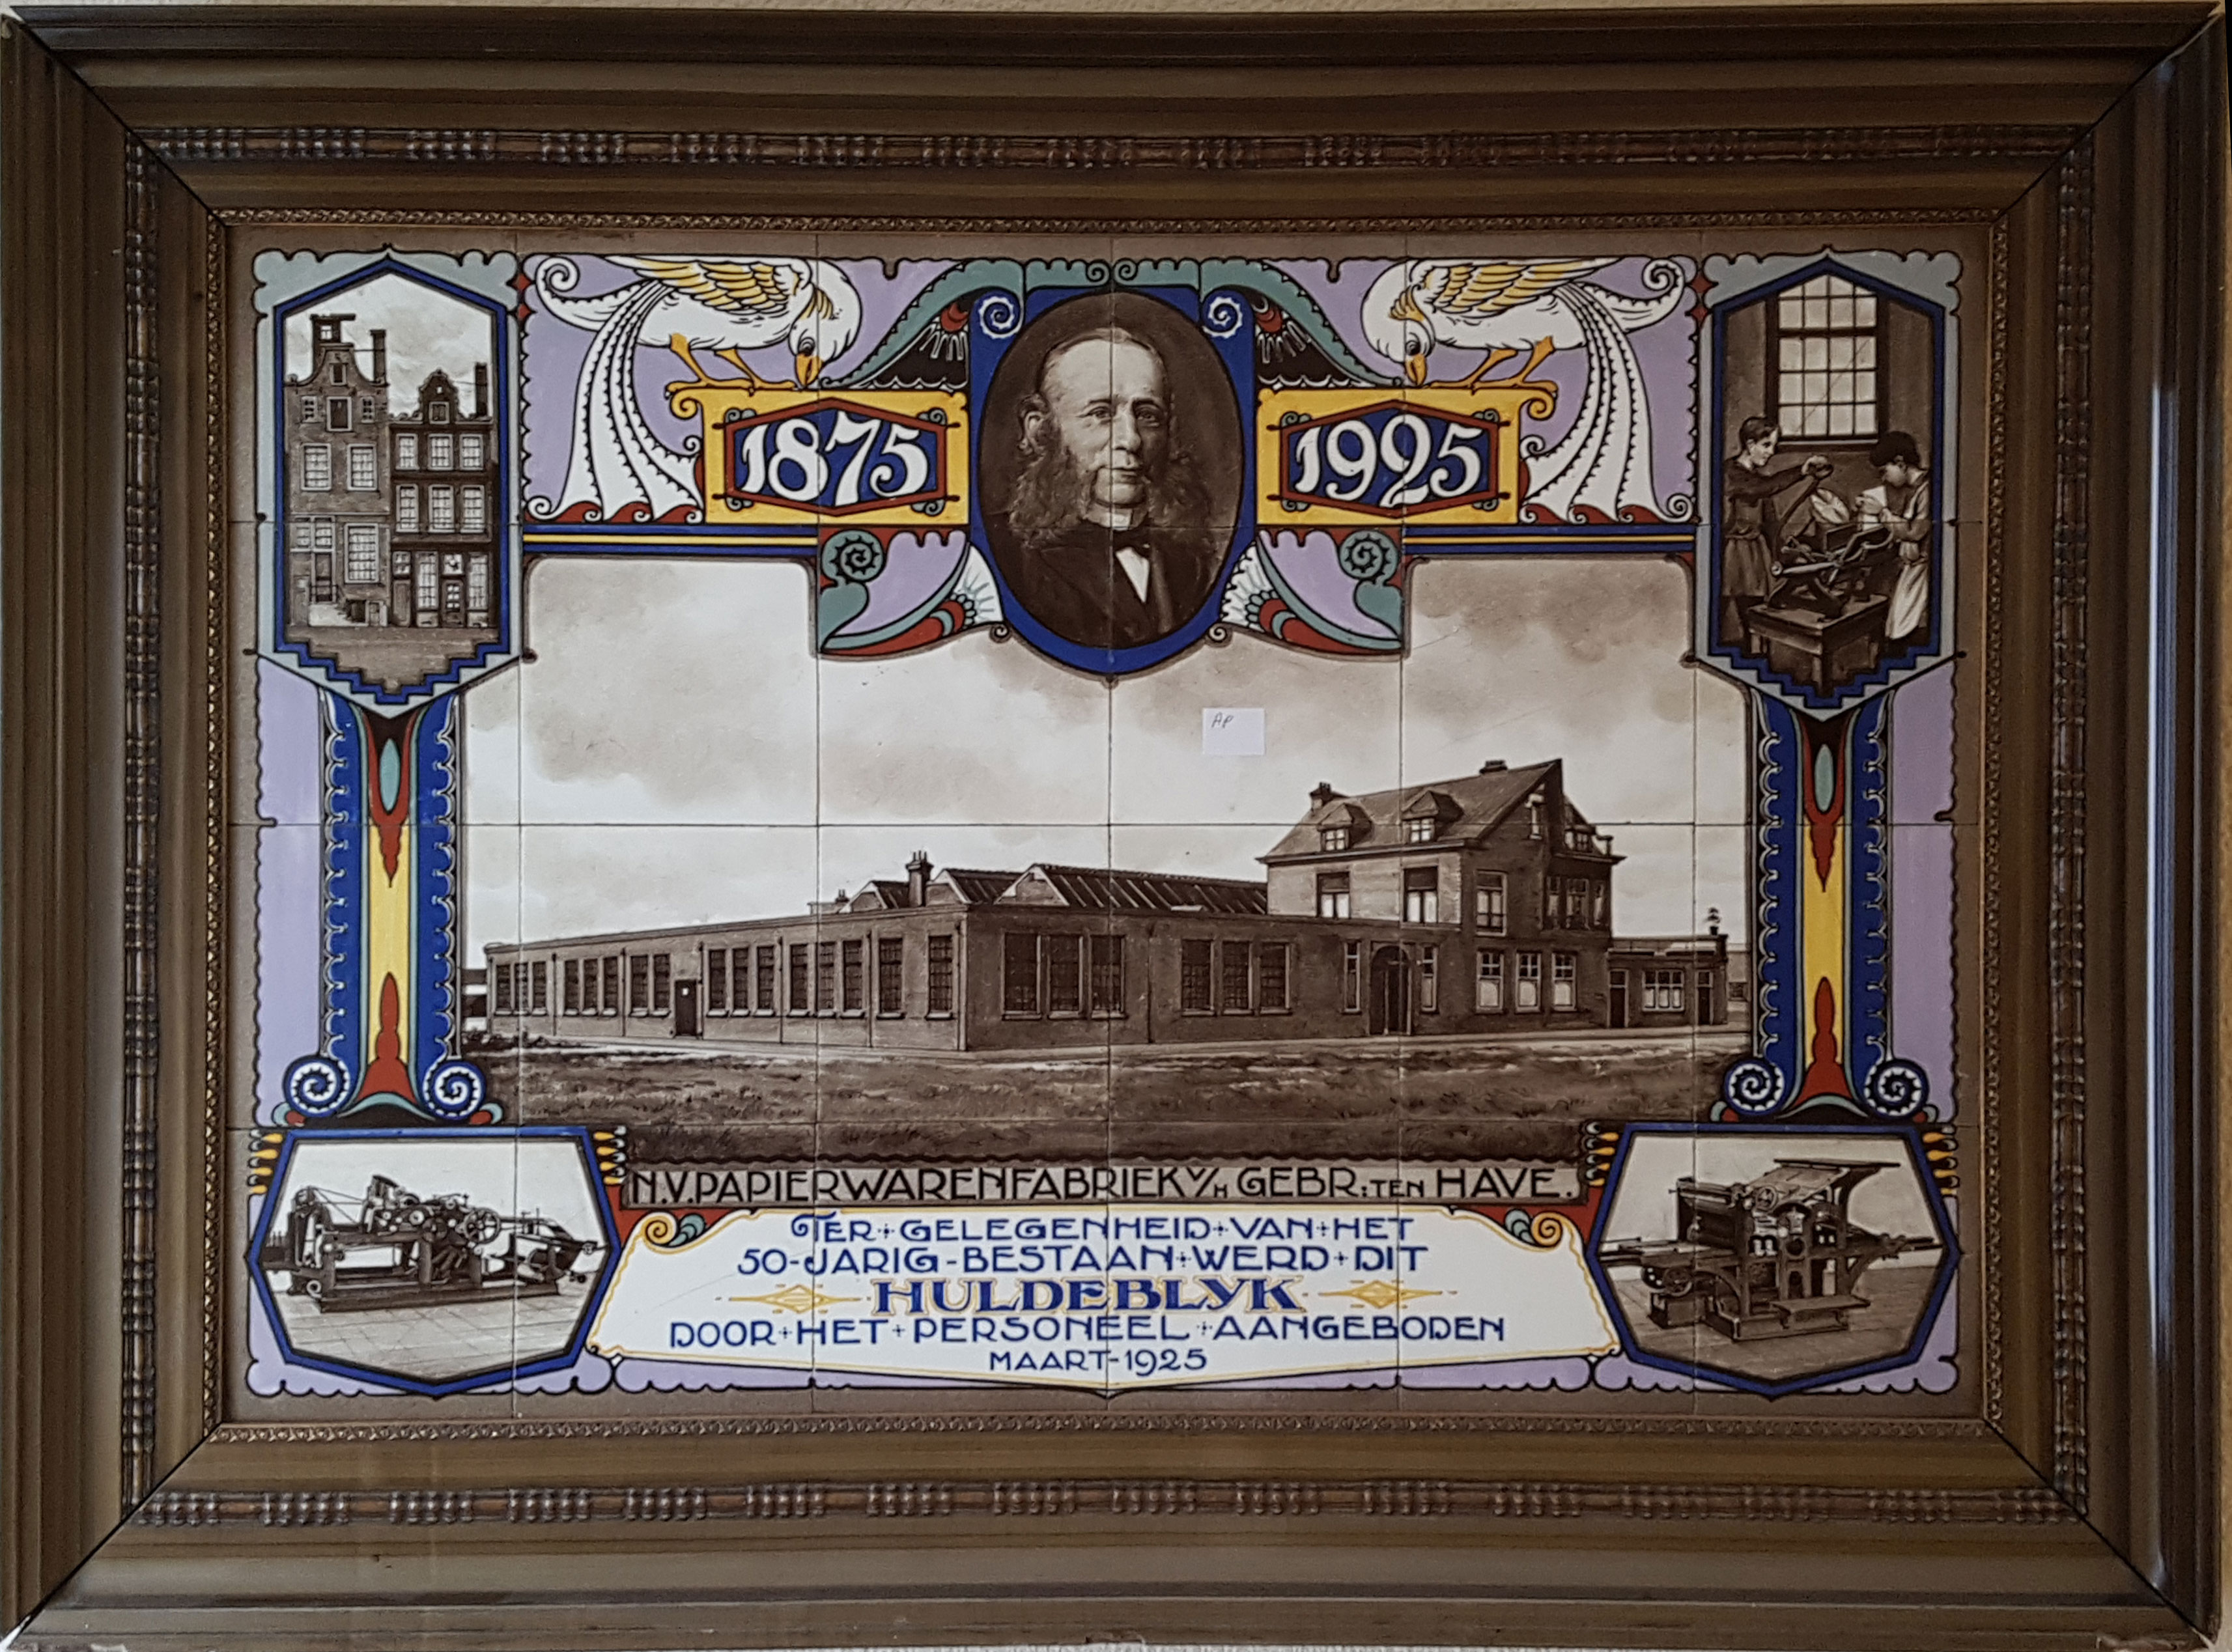 1875
1925
AP
N.V. PAPIERWARENFABRIEK V/H GEBR: TEN HAVE.
TER + GELEGENHEID + VAN + HET
50-JARIG-BESTAAN + WERD + DIT
HULDEBLYK
DOOR + HET + PERSONEEL + AANGEBODEN
MAART-1925